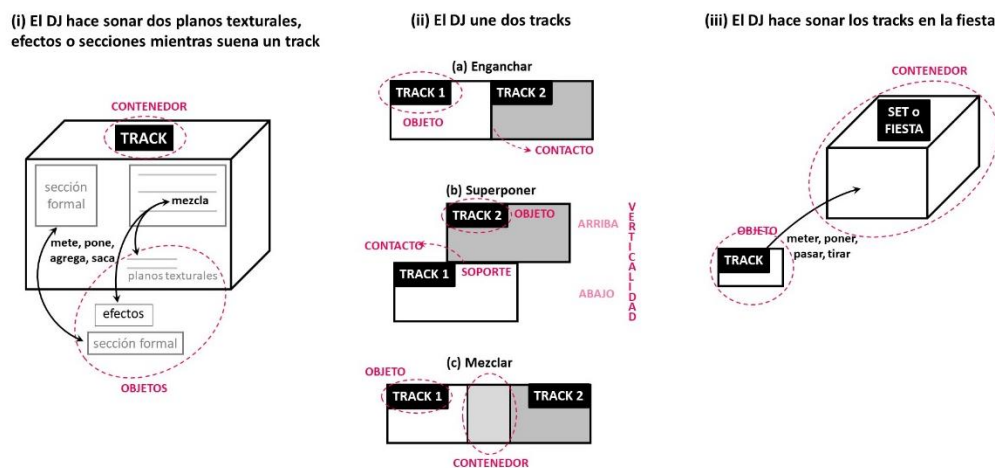 (i) El DJ hace sonar dos planos texturales,
efectos o secciones mientras suena un track
CONTENEDOR
TRACK
sección
formal
mezcla
mete, pone,
agrega, saca
planos texturales
efectos
sección formal
OBJETOS
(ii) El DJ une dos tracks
(a) Enganchar
TRACK 1
TRACK 2
OBJETO
CONTACTO
(b) Superponer
TRACK 2
OBJETO
ARRIBA
CONTACTO
SOPORTE
TRACK 1
ABAJO
VERTICALIDAD
(c) Mezclar
OBJETO
TRACK 1
TRACK 2
CONTENEDOR
(iii) El DJ hace sonar los tracks en la fiesta
CONTENEDOR
SET o
FIESTA
OBJETO
TRACK
meter, poner,
pasar, tirar